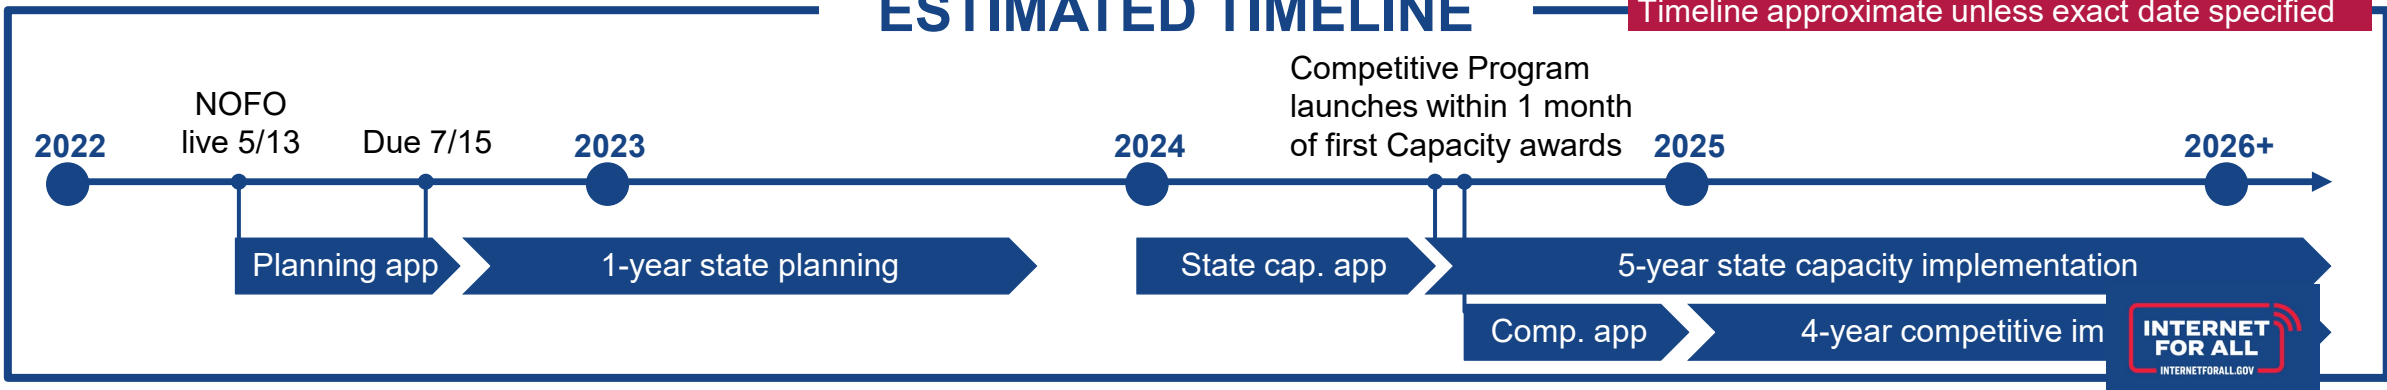 ESTIMATED TIMELINE
Timeline approximate unless exact date specified
Competitive Program
launches within 1 month
of first Capacity awards
NOFO
live 5/13
Due 7/15
2022
2023
2024
2025
2026+
Planning app
1-year state planning
State cap. app
5-year state capacity implementation
Comp. app
4-year competitive im
INTERNET
FOR ALL
INTERNETFORALL.GOV